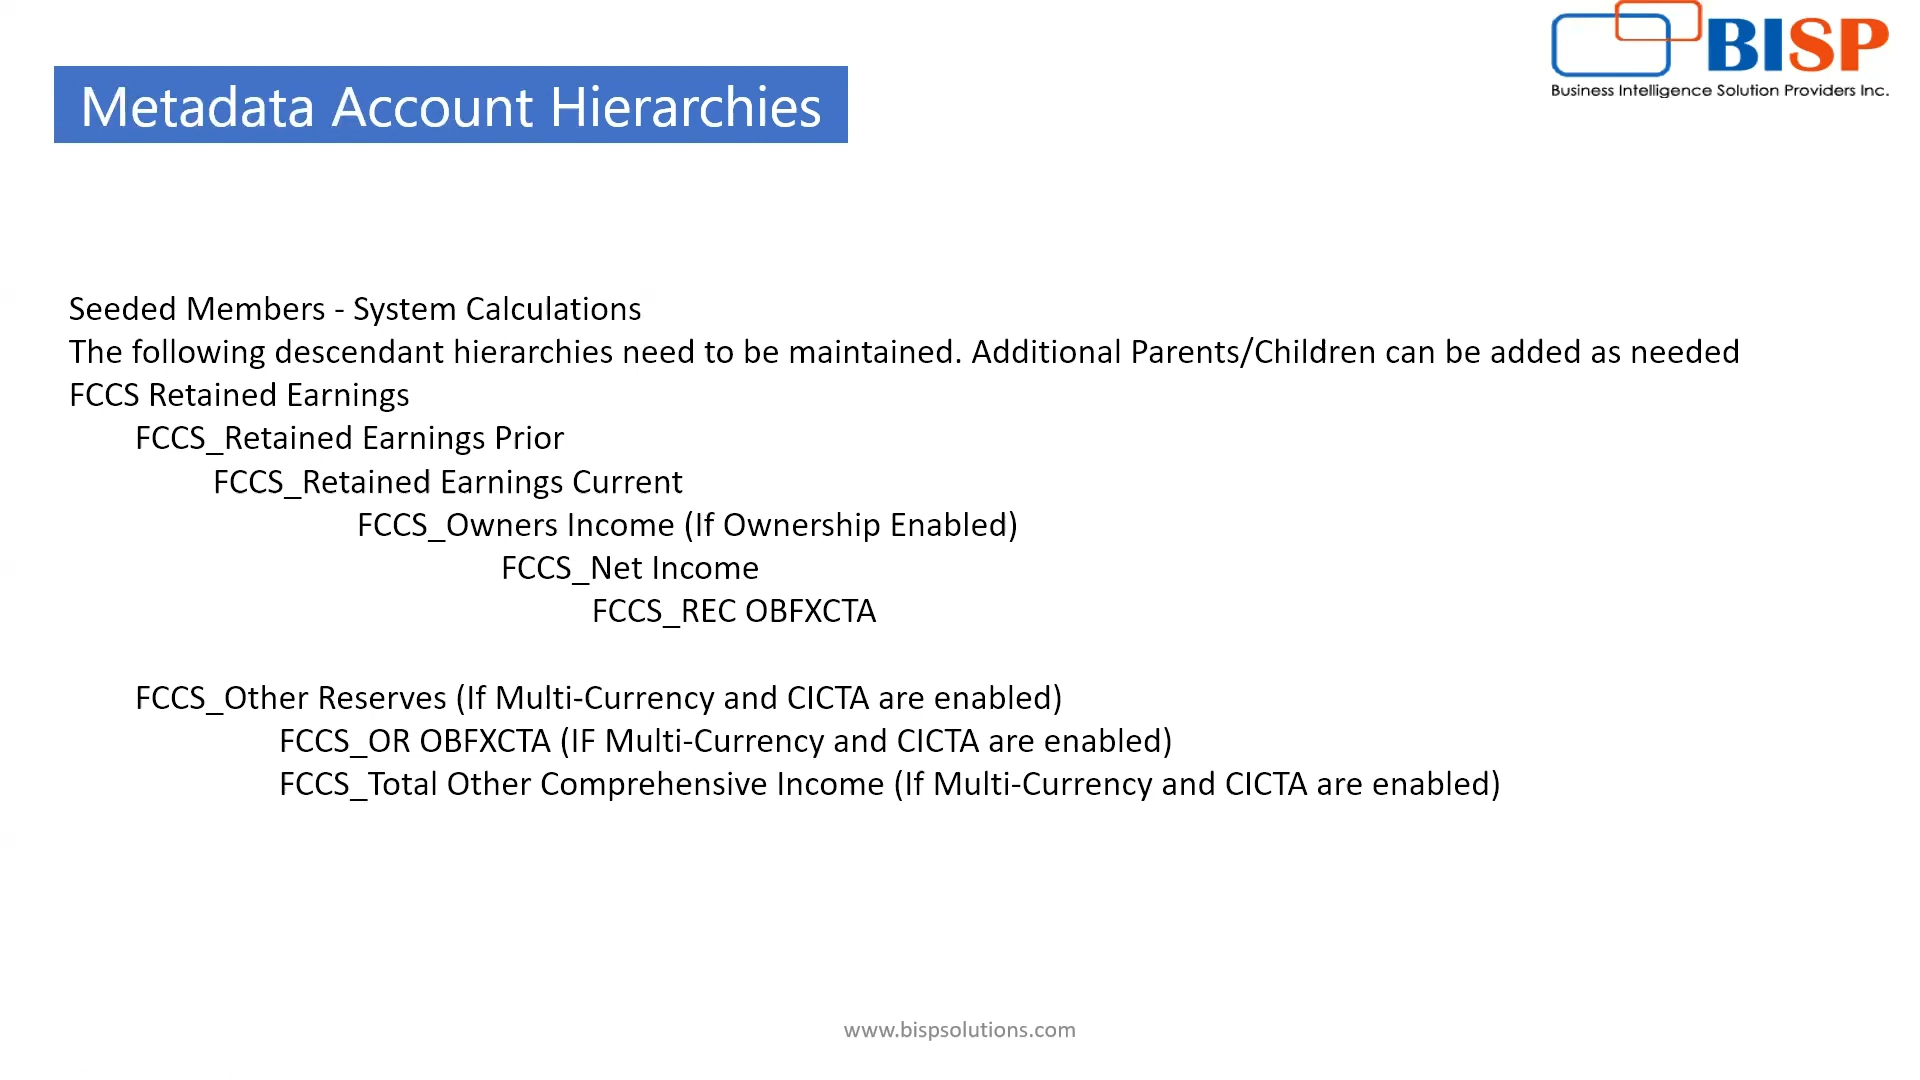 BISP
Business Intelligence Solution Providers Inc.
Metadata Account Hierarchies
Seeded Members - System Calculations
The following descendant hierarchies need to be maintained. Additional Parents/Children can be added as needed
FCCS Retained Earnings
FCCS_Retained Earnings Prior
FCCS_Retained Earnings Current
FCCS_Owners Income (If Ownership Enabled)
FCCS_Net Income
FCCS_REC OBFXCTA
FCCS_Other Reserves (If Multi-Currency and CICTA are enabled)
FCCS_OR OBFXCTA (IF Multi-Currency and CICTA are enabled)
FCCS_Total Other Comprehensive Income (If Multi-Currency and CICTA are enabled)
www.bispsolutions.com